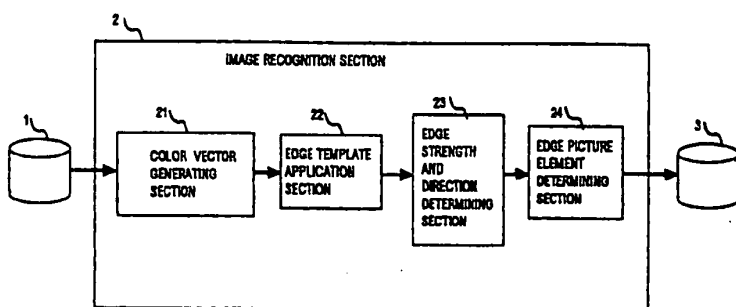 2
IMAGE RECOGNITION SECTION
1
21
COLOR VECTOR
GENERATING
SECTION
22
EDGE TEMPLATE
APPLICATION
SECTION
23
EDGE
STRENGTH
AND
DIRECTION
DETERMIXING
SECTION
24
EDGE PICTURE
ELEMENT
DETERMINING
SECTION
3